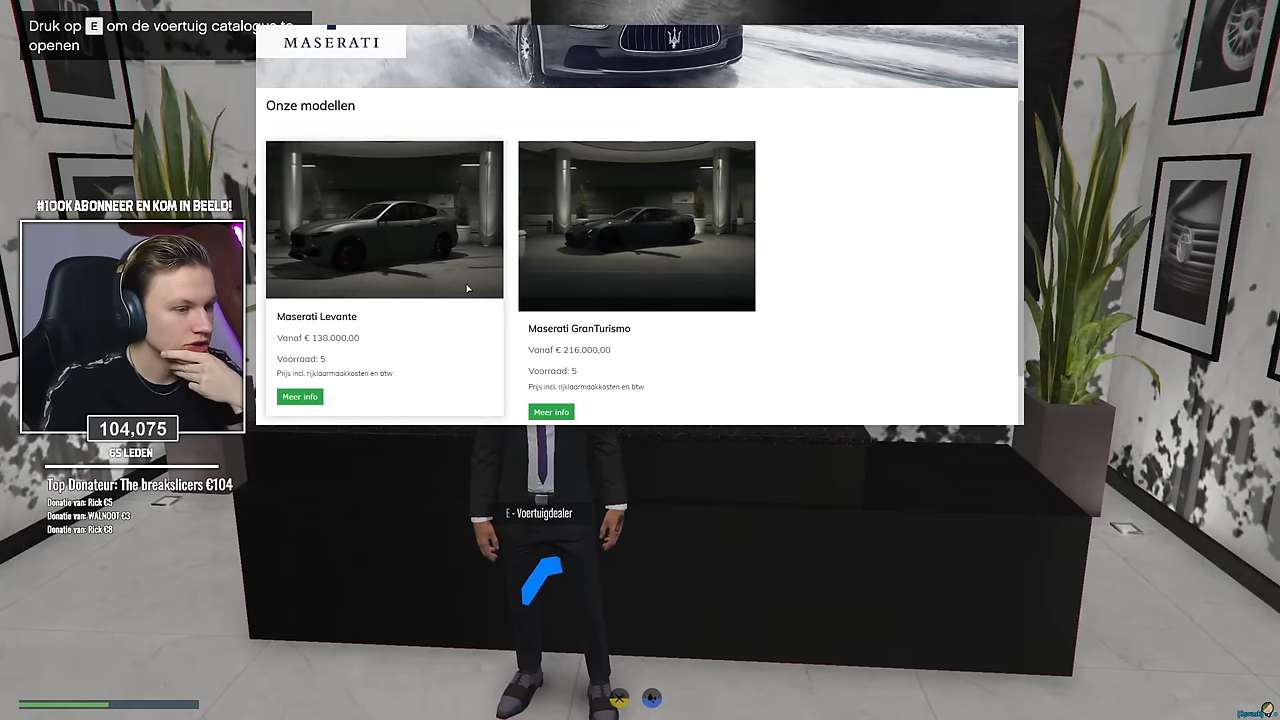 Druk op E om de voertuig catalogus te
openen
MASERATI
Onze modellen
Maserati Levante
Vanaf € 138.000,00
Voorraad: 5
Prijs incl. rijklaarmaakkosten en btw
Meer info
Maserati GranTurismo
Vanaf € 216.000,00
Voorraad: 5
Prijs incl. rijklaarmaakkosten en btw
Meer info
#100K ABONNEER EN KOM IN BEELD!
104,075
65 LEDEN
Top Donateur: The breakslicers €104
Donatie van: Rick €5
Donatie van: WALNOOT €3
Donatie van: Rick €8
E - Voertuigdealer